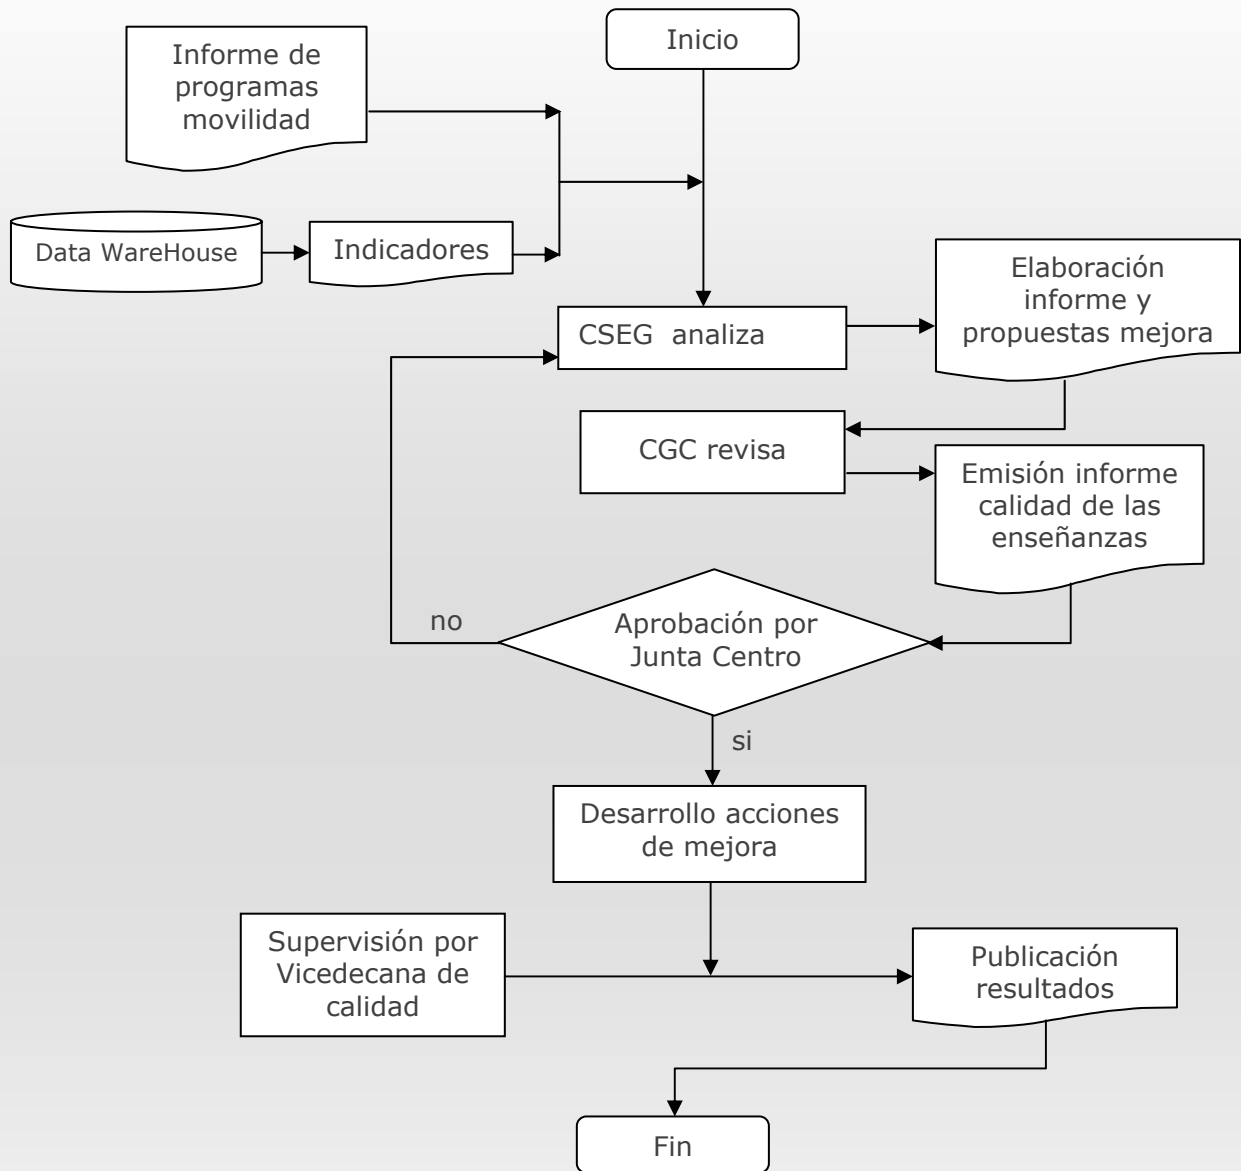 Inicio
Informe de
programas
movilidad
Data WareHouse
Indicadores
Elaboración
informe y
propuestas mejora
CSEG analiza
CGC revisa
Emisión informe
calidad de las
enseñanzas
no
Aprobación por
Junta Centro
si
Desarrollo acciones
de mejora
Supervisión por
Vicedecana de
calidad
Publicación
resultados
Fin